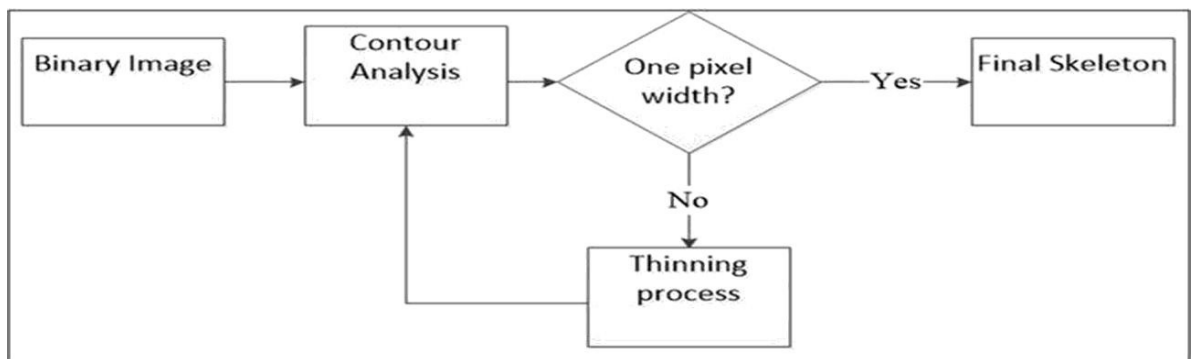 Binary Image
Contour
Analysis
One pixel
width?
Yes
Final Skeleton
No
Thinning
process